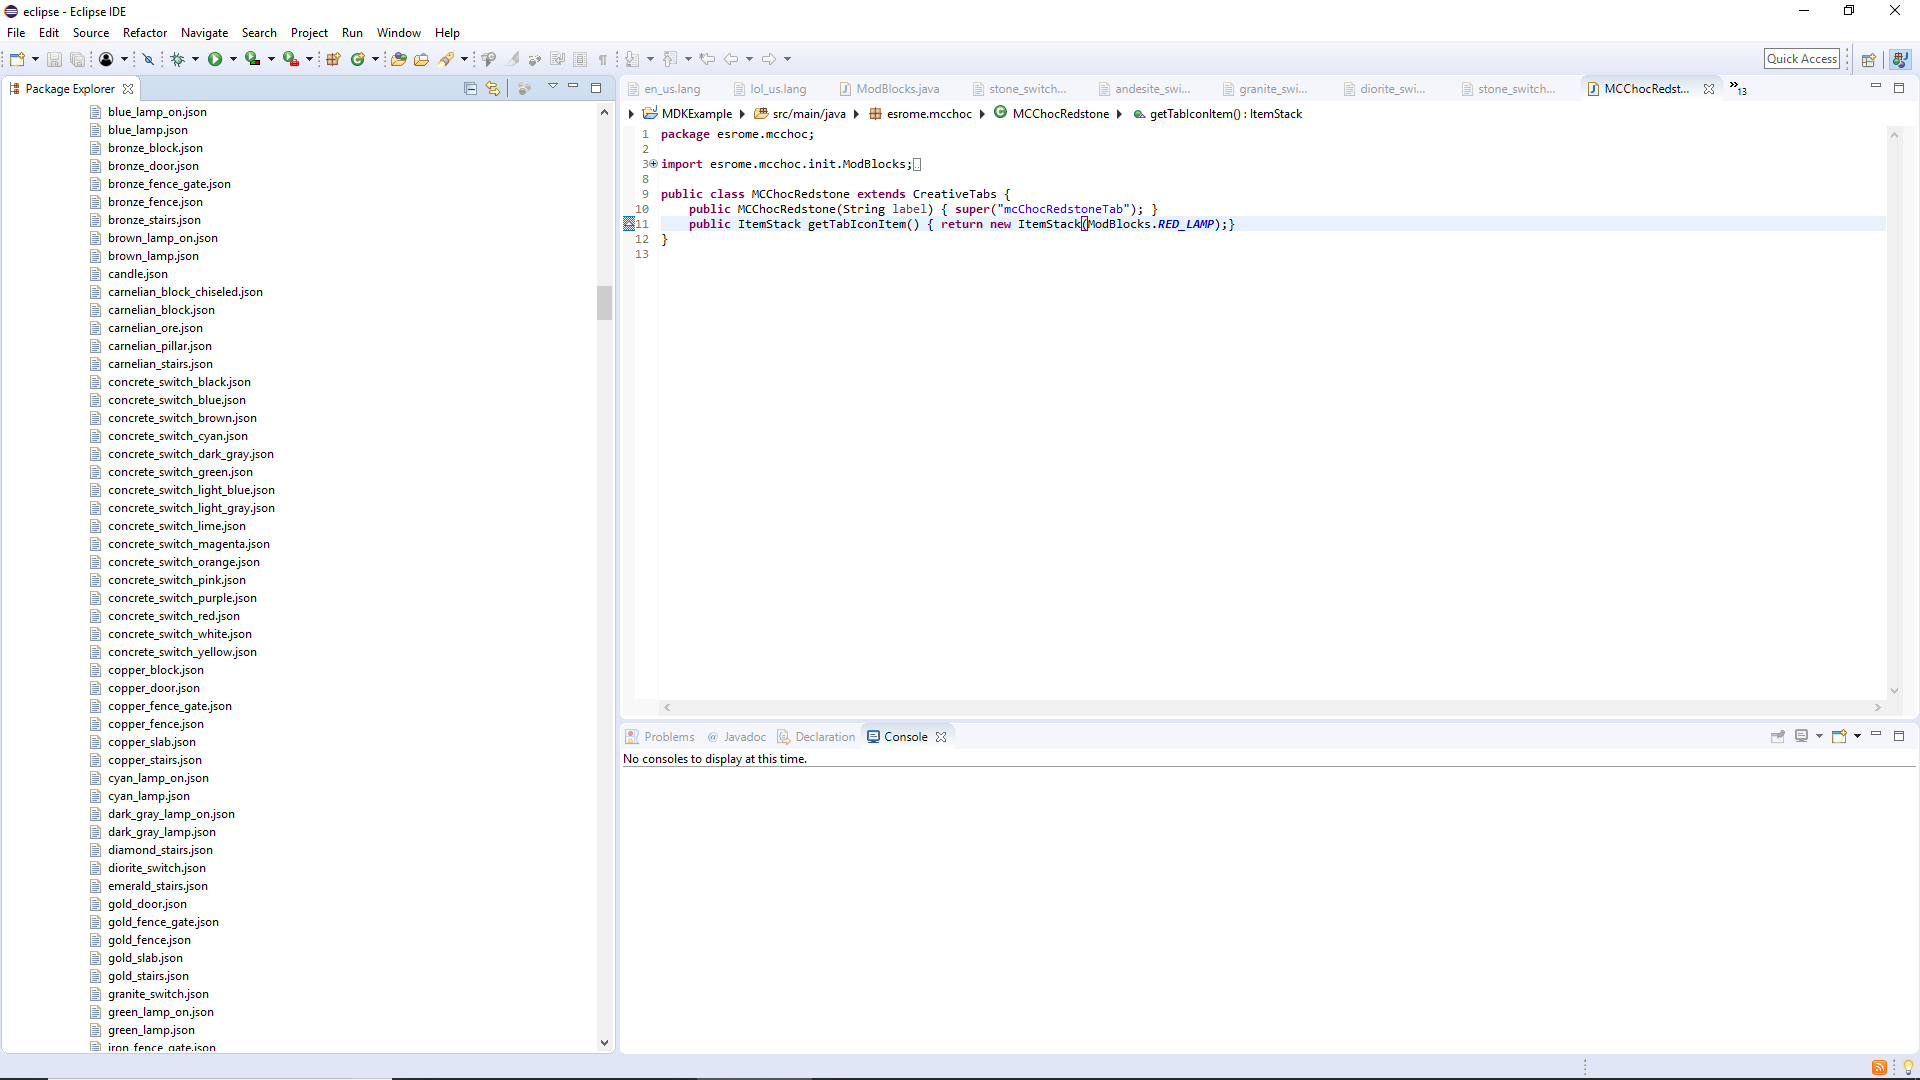 eclipse - Eclipse IDE
File Edit Source Refactor Navigate Search Project Run Window Help
Quick Access
Package Explorer
blue_lamp_on.json
blue_lamp.json
bronze_block.json
bronze_door.json
bronze_fence_gate.json
bronze_fence.json
bronze_stairs.json
brown_lamp_on.json
brown_lamp.json
candle.json
carnelian_block_chiseled.json
carnelian_block.json
carnelian_ore.json
carnelian_pillar.json
carnelian_stairs.json
concrete_switch_black.json
concrete_switch_blue.json
concrete_switch_brown.json
concrete_switch_cyan.json
concrete_switch_dark_gray.json
concrete_switch_green.json
concrete_switch_light_blue.json
concrete_switch_light_gray.json
concrete_switch_lime.json
concrete_switch_magenta.json
concrete_switch_orange.json
concrete_switch_pink.json
concrete_switch_purple.json
concrete_switch_red.json
concrete_switch_white.json
concrete_switch_yellow.json
copper_block.json
copper_door.json
copper_fence_gate.json
copper_fence.json
copper_slab.json
copper_stairs.json
cyan_lamp_on.json
cyan_lamp.json
dark_gray_lamp_on.json
dark_gray_lamp.json
diamond_stairs.json
diorite_switch.json
emerald_stairs.json
gold_door.json
gold_fence_gate.json
gold_fence.json
gold_slab.json
gold_stairs.json
granite_switch.json
green_lamp_on.json
green_lamp.json
iron_fence_gate.json
en_us.lang lol_us.lang ModBlocks.java stone_switch... andesite_swi... granite_swi... diorite_swi... stone_switch... MCChocRedst... 13
MDKExample src/main/java esrome.mcchoc MCChocRedstone getTabIconItem() : ItemStack
1 package esrome.mcchoc;
2
3 import esrome.mcchoc.init.ModBlocks;
8
9 public class MCChocRedstone extends CreativeTabs {
10 public MCChocRedstone(String label) { super("mcChocRedstoneTab"); }
11 public ItemStack getTabIconItem() { return new ItemStack(ModBlocks.RED_LAMP);}
12 }
13
Problems @ Javadoc Declaration Console
No consoles to display at this time.